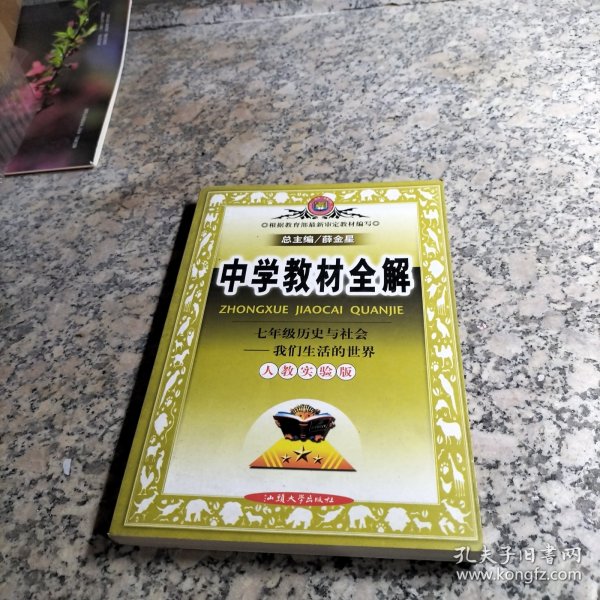 ◎根据教育部最新审定教材编写◎
总主编/薛金星
中学教材全解
ZHONGXUE JIAOCAI QUANJIE
七年级历史与社会
——我们生活的世界
人教实验版
汕头大学出版社
孔夫子旧书网
www.kongfz.com